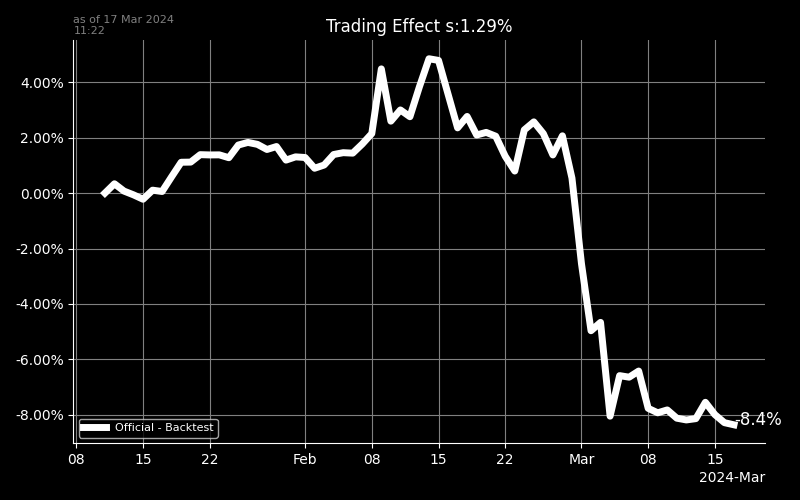 as of 17 Mar 2024
11:22
Trading Effect s:1.29%
4.00%
2.00%
0.00%
-2.00%
-4.00%
-6.00%
-8.00%
-8.4%
Official - Backtest
08 15 22 Feb 08 15 22 Mar 08 15
2024-Mar